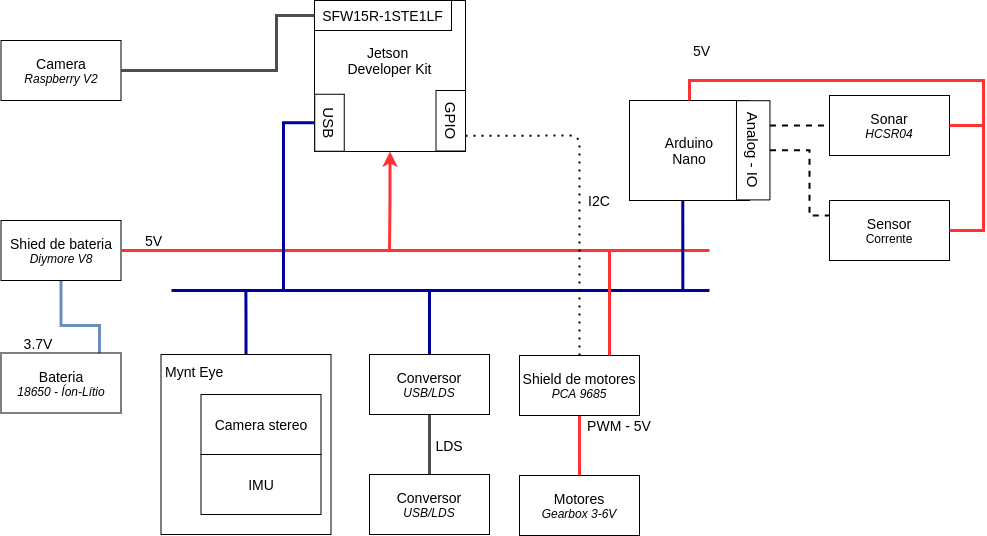 SFW15R-1STE1LF
Camera
Raspberry V2
Jetson
Developer Kit
USB
GPIO
5V
Arduino
Nano
Analog - IO
Sonar
HCSR04
I2C
Sensor
Corrente
Shied de bateria
Diymore V8
5V
3.7V
Bateria
18650 - Íon-Lítio
Mynt Eye
Camera stereo
IMU
Conversor
USB/LDS
LDS
Conversor
USB/LDS
Shield de motores
PCA 9685
PWM - 5V
Motores
Gearbox 3-6V